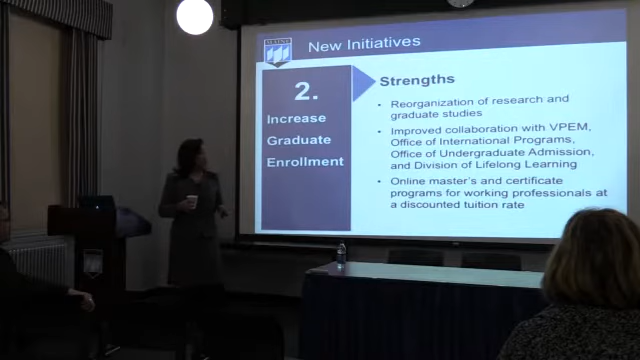 New Initiatives
2.
Increase
Graduate
Enrollment
Strengths
• Reorganization of research and
graduate studies
• Improved collaboration with VPEM,
Office of International Programs,
Office of Undergraduate Admission,
and Division of Lifelong Learning
• Online master's and certificate
programs for working professionals at
a discounted tuition rate